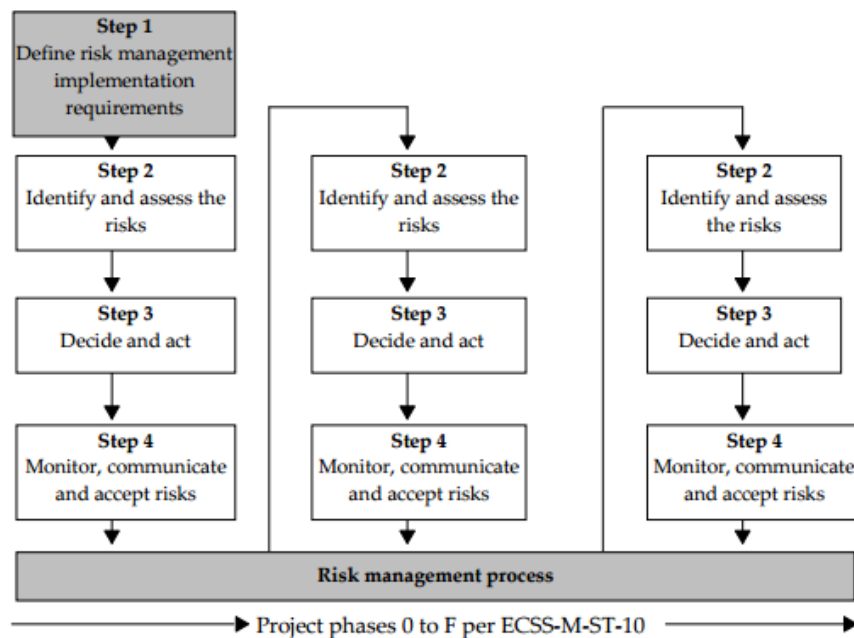 Step 1
Define risk management
implementation
requirements
Step 2
Identify and assess the
risks
Step 3
Decide and act
Step 4
Monitor, communicate
and accept risks
Step 2
Identify and assess the
risks
Step 3
Decide and act
Step 4
Monitor, communicate
and accept risks
Step 2
Identify and assess
the risks
Step 3
Decide and act
Step 4
Monitor, communicate
and accept risks
Risk management process
Project phases 0 to F per ECSS-M-ST-10